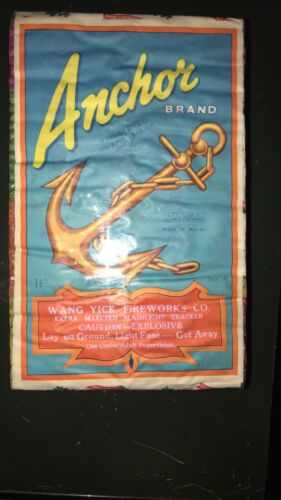 Anchor
BRAND
MADE IN MACAU
WANG YICK FIREWORKS CO.
EXTRA SELECTED FLASHLIGHT CRACKER
CAUTION: EXPLOSIVE
Lay on Ground, Light Fuse — Get Away
Use Under Adult Supervision